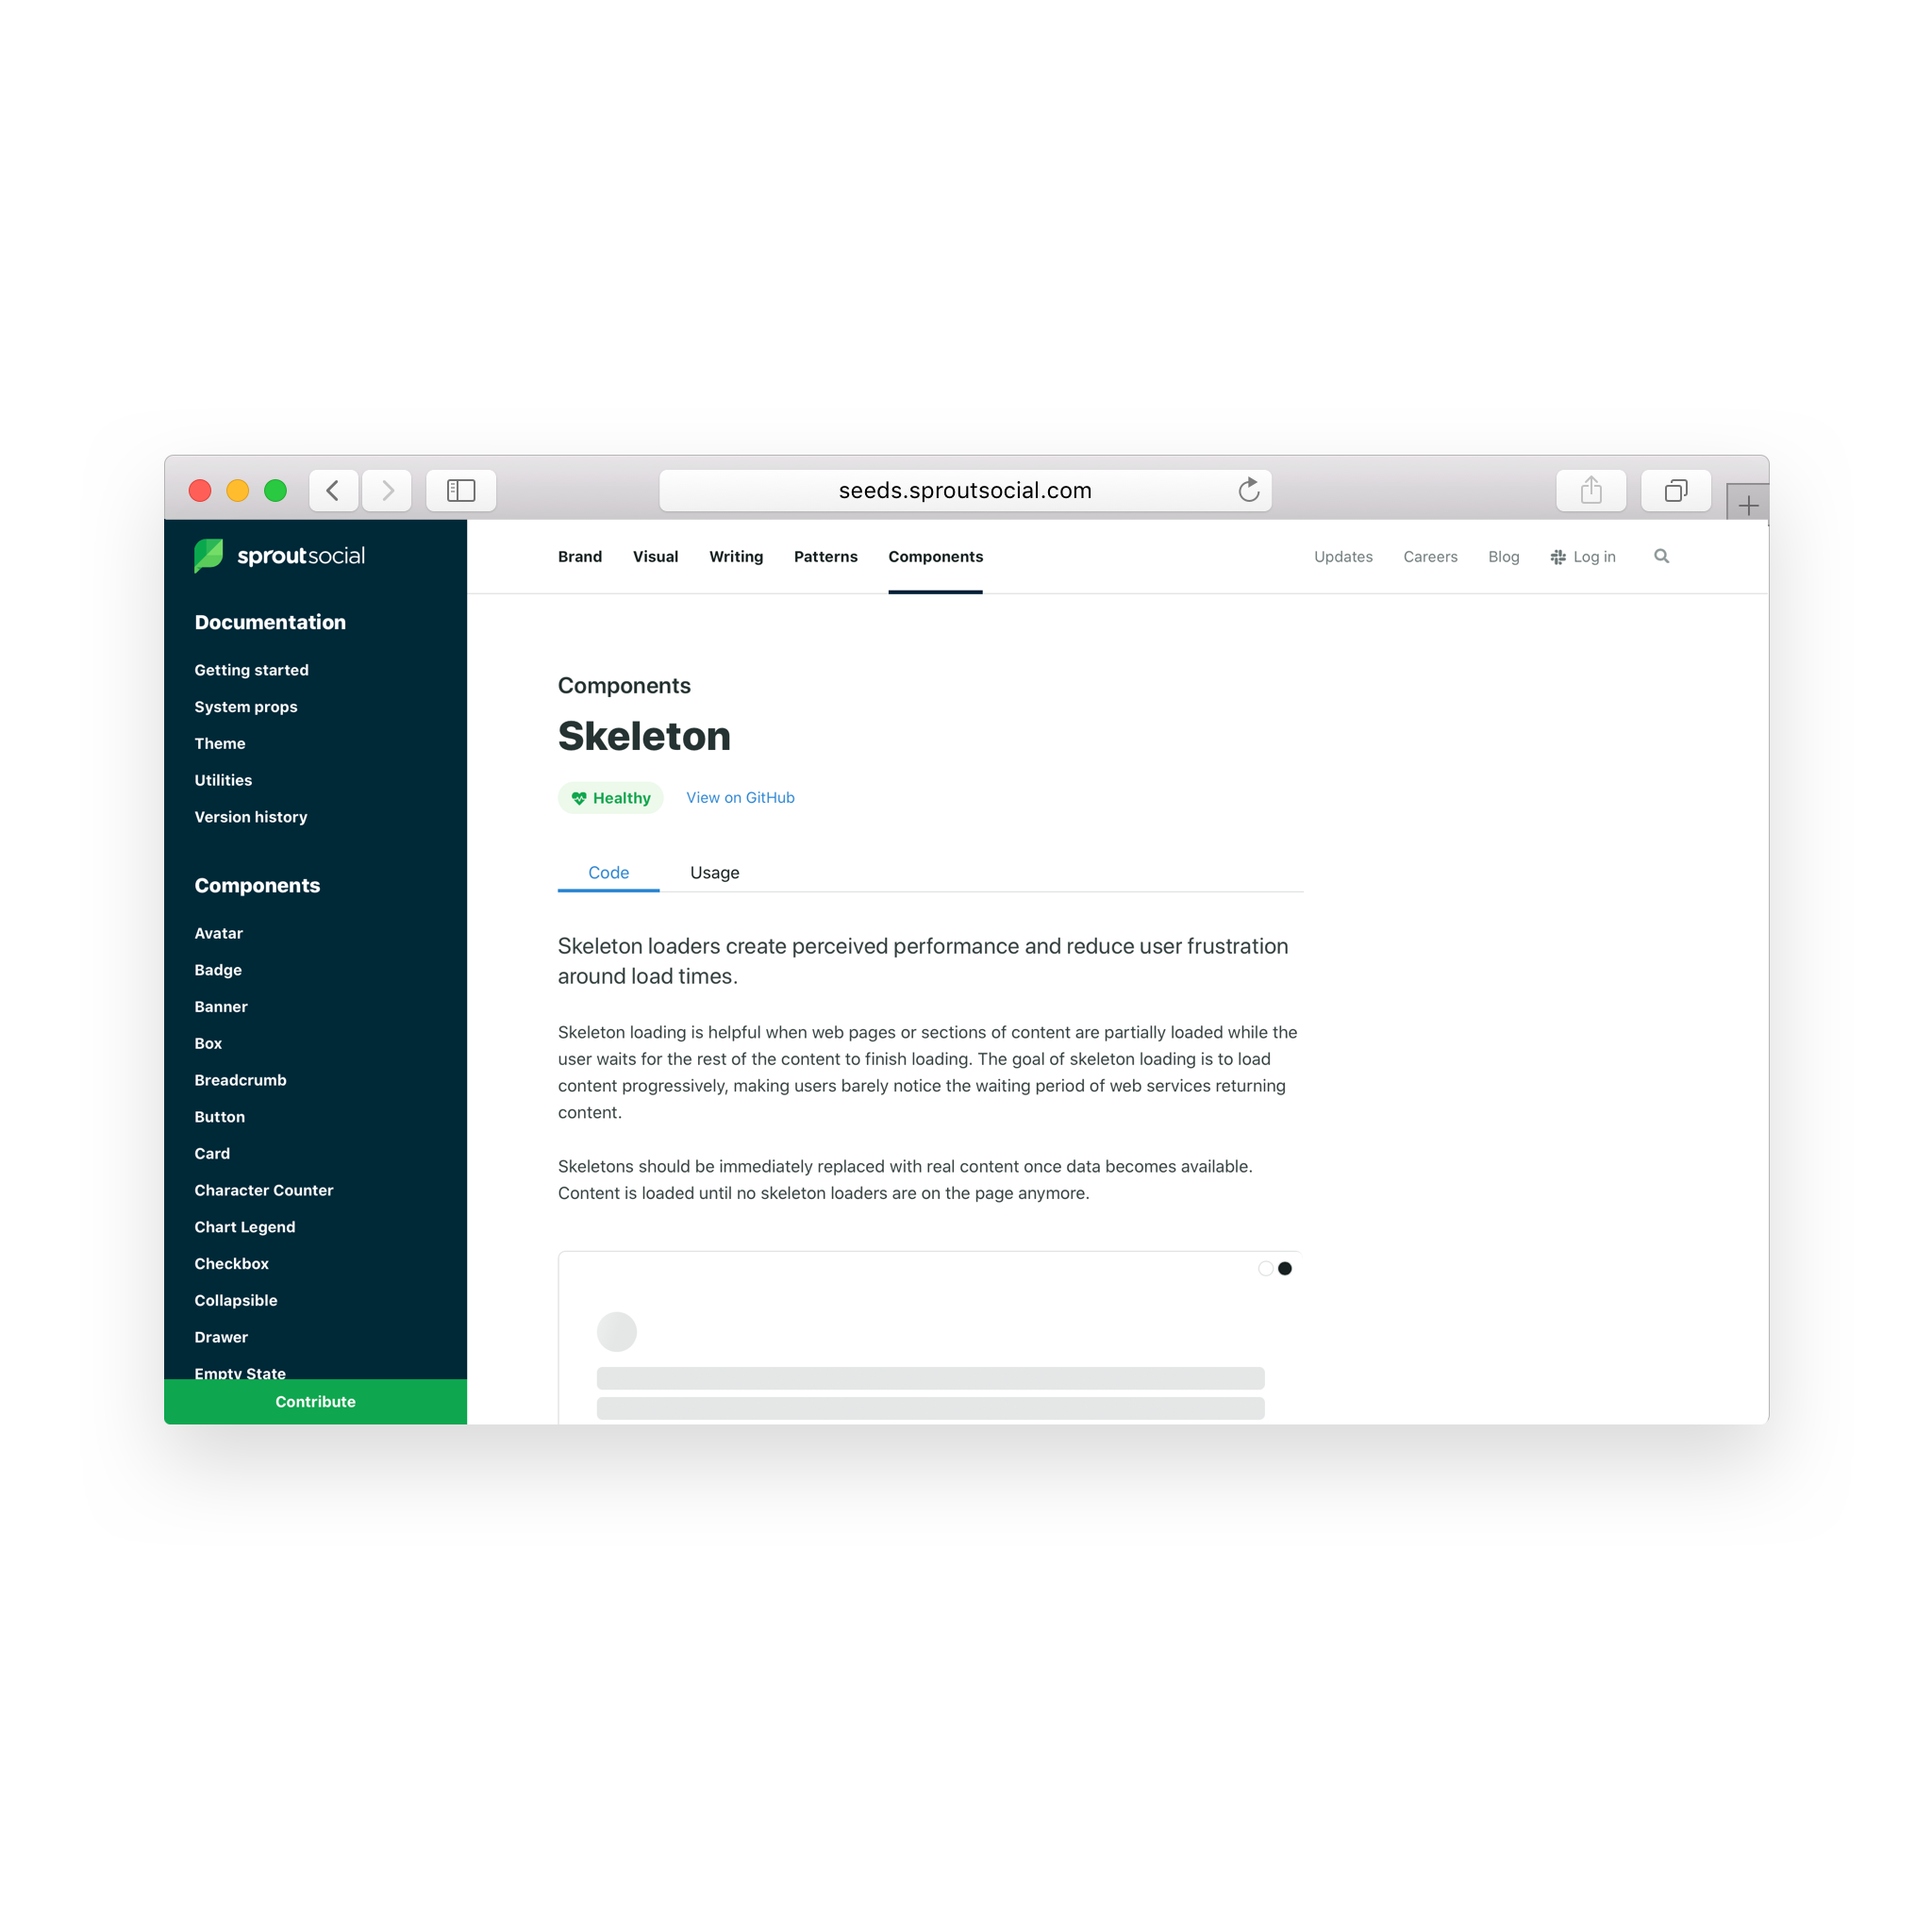 seeds.sproutsocial.com
sproutsocial
Brand Visual Writing Patterns Components
Updates Careers Blog Log in
Documentation
Getting started
System props
Theme
Utilities
Version history
Components
Avatar
Badge
Banner
Box
Breadcrumb
Button
Card
Character Counter
Chart Legend
Checkbox
Collapsible
Drawer
Empty State
Contribute
Components
Skeleton
Healthy View on GitHub
Code Usage
Skeleton loaders create perceived performance and reduce user frustration
around load times.
Skeleton loading is helpful when web pages or sections of content are partially loaded while the
user waits for the rest of the content to finish loading. The goal of skeleton loading is to load
content progressively, making users barely notice the waiting period of web services returning
content.
Skeletons should be immediately replaced with real content once data becomes available.
Content is loaded until no skeleton loaders are on the page anymore.